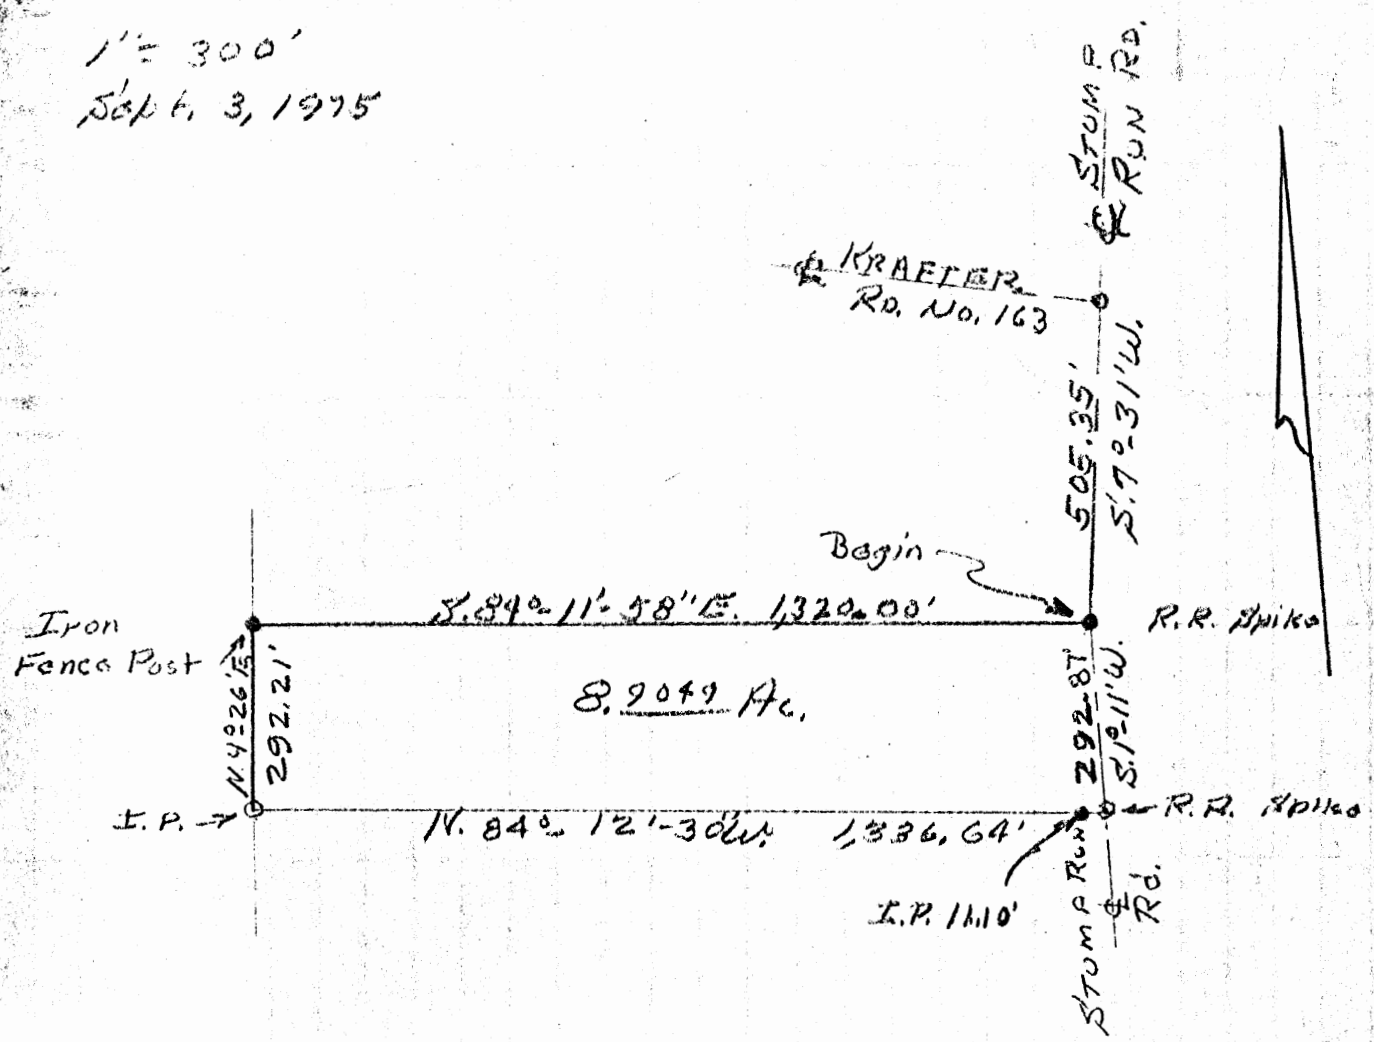 1" = 300'
Sept. 3, 1975
℄ STUMP
RUN RD.
℄ KRAETER
RD. No. 163
505.35'
S. 7°-31' W.
Begin
S. 84°-11'-58" E. 1,320.00'
R.R. Spike
Iron
Fence Post
N. 4°-26' E.
292.21'
8.9049 Ac.
292.87'
S. 1°-11' W.
I.P.
N. 84°-12'-30" W. 1,336.64'
R.R. Spike
I.P. 11.10'
STUMP RUN
℄ Rd.